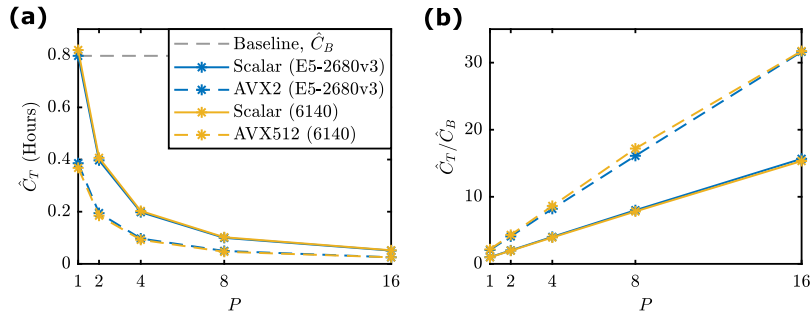 (a)
Baseline, Ĉ_B
Scalar (E5-2680v3)
AVX2 (E5-2680v3)
Scalar (6140)
AVX512 (6140)
Ĉ_T (Hours)
0.8
0.6
0.4
0.2
0
1 2 4 8 16
P
(b)
Ĉ_T/Ĉ_B
30
20
10
0
1 2 4 8 16
P